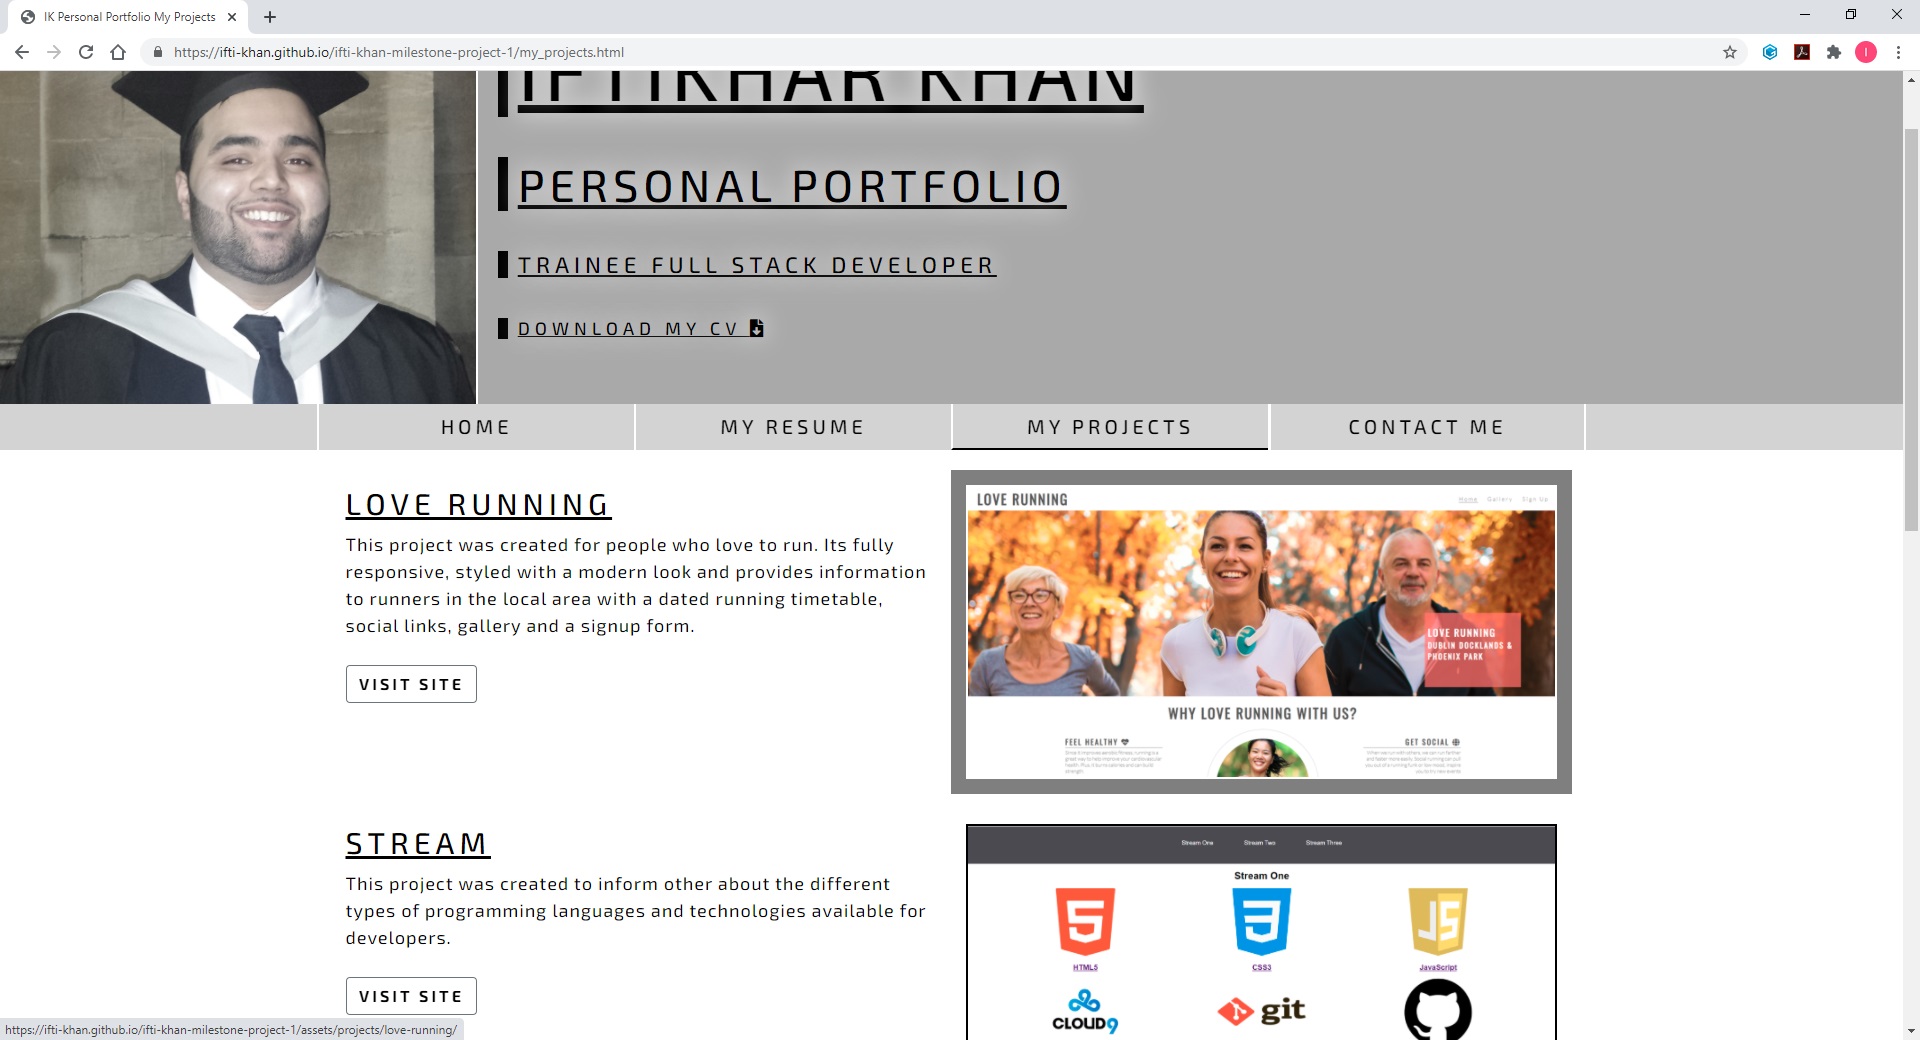 IK Personal Portfolio My Projects
https://ifti-khan.github.io/ifti-khan-milestone-project-1/my_projects.html
I
IFTIKHAR KHAN
PERSONAL PORTFOLIO
TRAINEE FULL STACK DEVELOPER
DOWNLOAD MY CV
HOME
MY RESUME
MY PROJECTS
CONTACT ME
LOVE RUNNING
This project was created for people who love to run. Its fully
responsive, styled with a modern look and provides information
to runners in the local area with a dated running timetable,
social links, gallery and a signup form.
VISIT SITE
LOVE RUNNING
Home Gallery Sign Up
LOVE RUNNING
DUBLIN DOCKLANDS &
PHOENIX PARK
WHY LOVE RUNNING WITH US?
FEEL HEALTHY
GET SOCIAL
STREAM
This project was created to inform other about the different
types of programming languages and technologies available for
developers.
VISIT SITE
Stream One Stream Two Stream Three
Stream One
HTML5
CSS3
JS
JavaScript
CLOUD9
git
https://ifti-khan.github.io/ifti-khan-milestone-project-1/assets/projects/love-running/